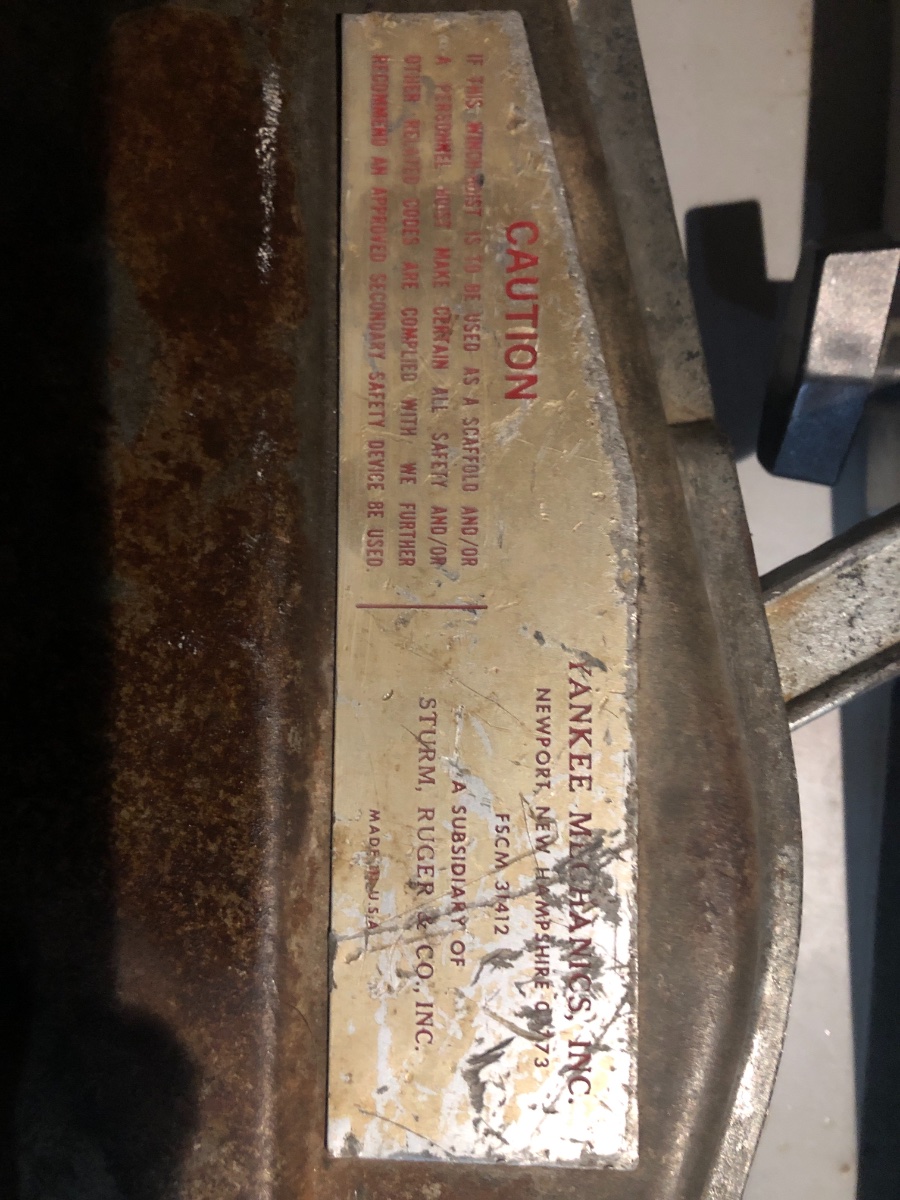 CAUTION
IF THIS WINCH-HOIST IS TO BE USED AS A SCAFFOLD AND/OR
A PERSONNEL HOIST MAKE CERTAIN ALL SAFETY AND/OR
OTHER RELATED CODES ARE COMPLIED WITH, WE FURTHER
RECOMMEND AN APPROVED SECONDARY SAFETY DEVICE BE USED.
YANKEE MECHANICS, INC.
NEWPORT, NEW HAMPSHIRE
FSCM 31412
A SUBSIDIARY OF
STURM, RUGER & CO., INC.
MADE IN U.S.A.